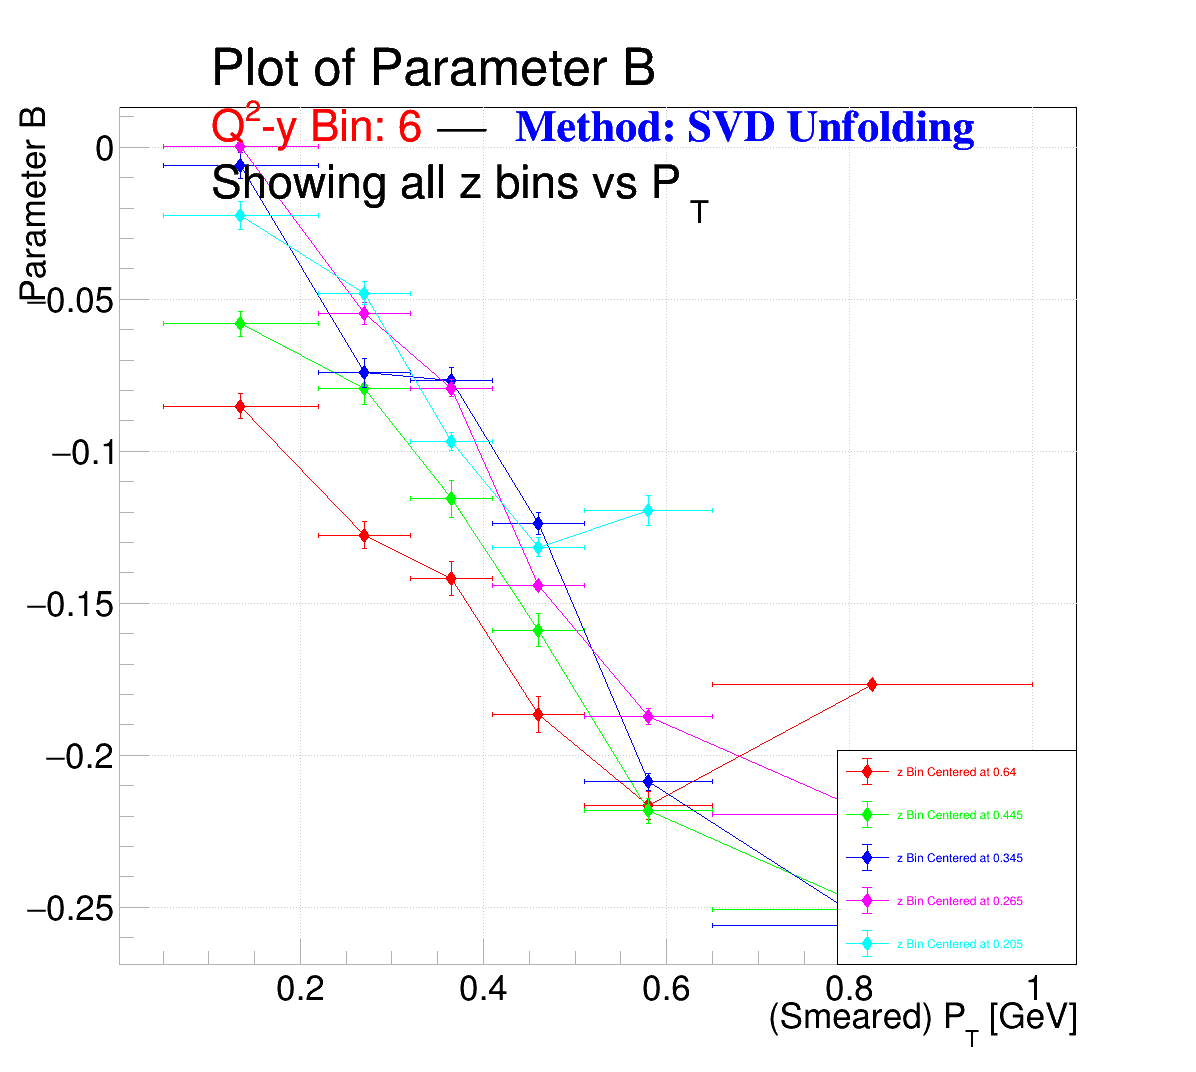 Plot of Parameter B
Q²-y Bin: 6 — Method: SVD Unfolding
Showing all z bins vs P_T
Parameter B
0
−0.05
−0.1
−0.15
−0.2
−0.25
z Bin Centered at 0.64
z Bin Centered at 0.445
z Bin Centered at 0.345
z Bin Centered at 0.265
z Bin Centered at 0.205
0.2 0.4 0.6 0.8 1
(Smeared) P_T [GeV]